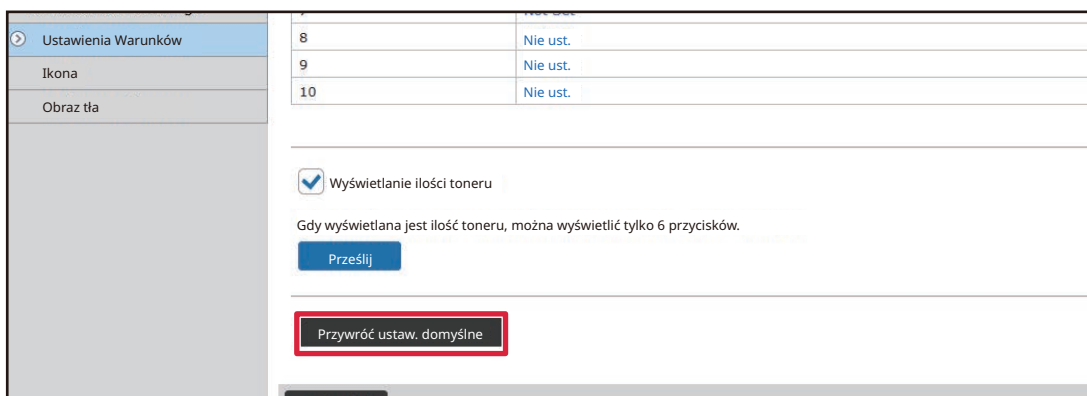 Ustawienia Warunków
8 Nie ust.
Ikona
9 Nie ust.
10 Nie ust.
Obraz tła
Wyświetlanie ilości toneru
Gdy wyświetlana jest ilość toneru, można wyświetlić tylko 6 przycisków.
Prześlij
Przywróć ustaw. domyślne